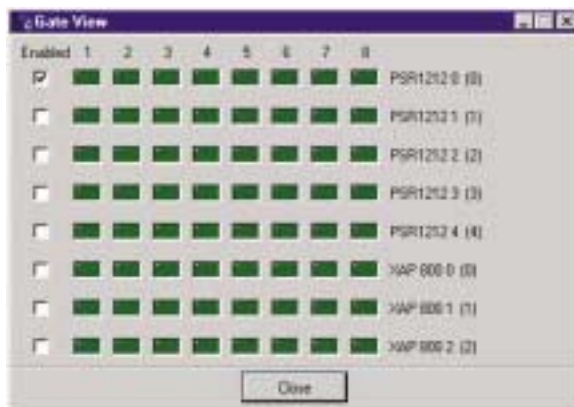 Gate View
Enabled 1 2 3 4 5 6 7 8
PSR1212 0 (0)
PSR1212 1 (1)
PSR1212 2 (2)
PSR1212 3 (3)
PSR1212 4 (4)
XAP 800 0 (0)
XAP 800 1 (1)
XAP 800 2 (2)
Close